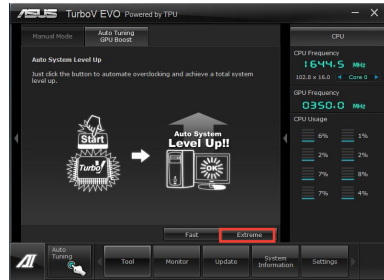 ASUS TurboV EVO Powered by TPU
Manual Mode
Auto Tuning
GPU Boost
Auto System Level Up
Just click the button to automate overclocking and achieve a total system
level up.
Start
Turbo!
Auto System
Level Up!!
OK
Fast
Extreme
CPU
CPU Frequency
1644.5 MHz
102.8 x 16.0 Core 0
GPU Frequency
0350.0 MHz
CPU Usage
6% 1%
2% 2%
7% 8%
7% 4%
Auto
Tuning
Tool
Monitor
Update
System
Information
Settings